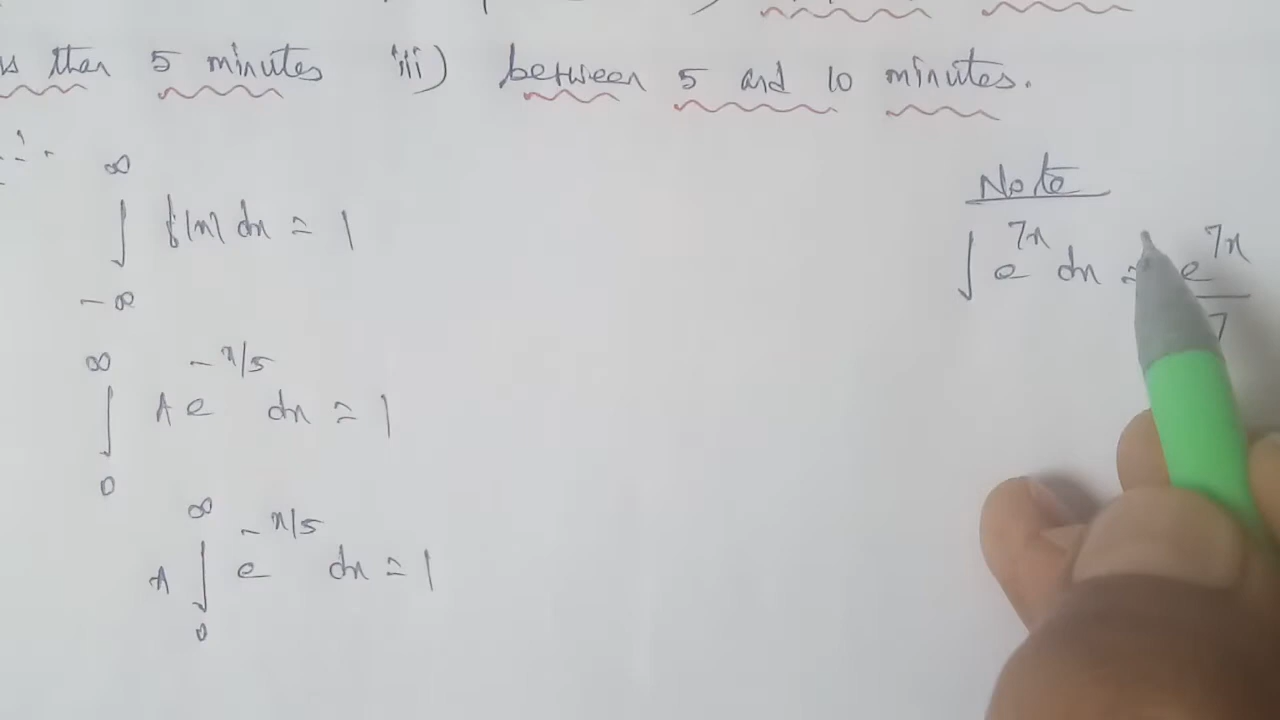 than 5 minutes iii) between 5 and 10 minutes.
∞
∫ f(x) dx = 1
-∞
Note
∫ e^{7x} dx = e^{7x}/7
∞
∫ A e^{-x/5} dx = 1
0
∞
A ∫ e^{-x/5} dx = 1
0